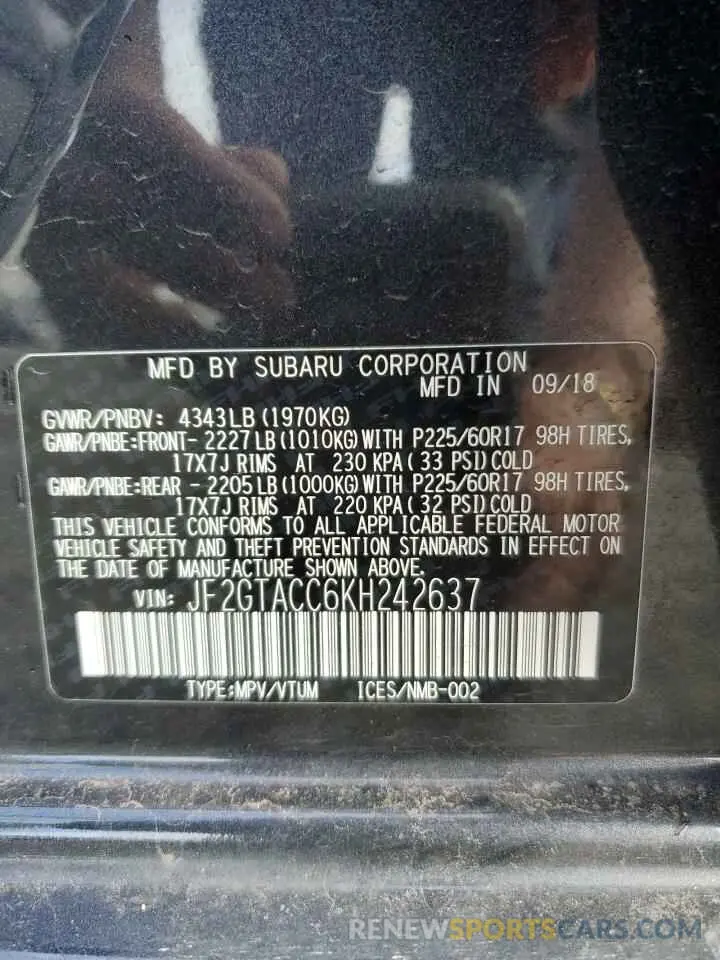 MFD BY SUBARU CORPORATION
MFD IN 09/18
GVWR/PNBV: 4343LB (1970KG)
GAWR/PNBE:FRONT- 2227LB (1010KG) WITH P225/60R17 98H TIRES,
17X7J RIMS AT 230 KPA ( 33 PSI) COLD
GAWR/PNBE:REAR - 2205LB (1000KG) WITH P225/60R17 98H TIRES,
17X7J RIMS AT 220 KPA ( 32 PSI) COLD
THIS VEHICLE CONFORMS TO ALL APPLICABLE FEDERAL MOTOR
VEHICLE SAFETY AND THEFT PREVENTION STANDARDS IN EFFECT ON
THE DATE OF MANUFACTURE SHOWN ABOVE.
VIN: JF2GTACC6KH242637
TYPE:MPV/VTUM ICES/NMB-002
RENEWSPORTSCARS.COM